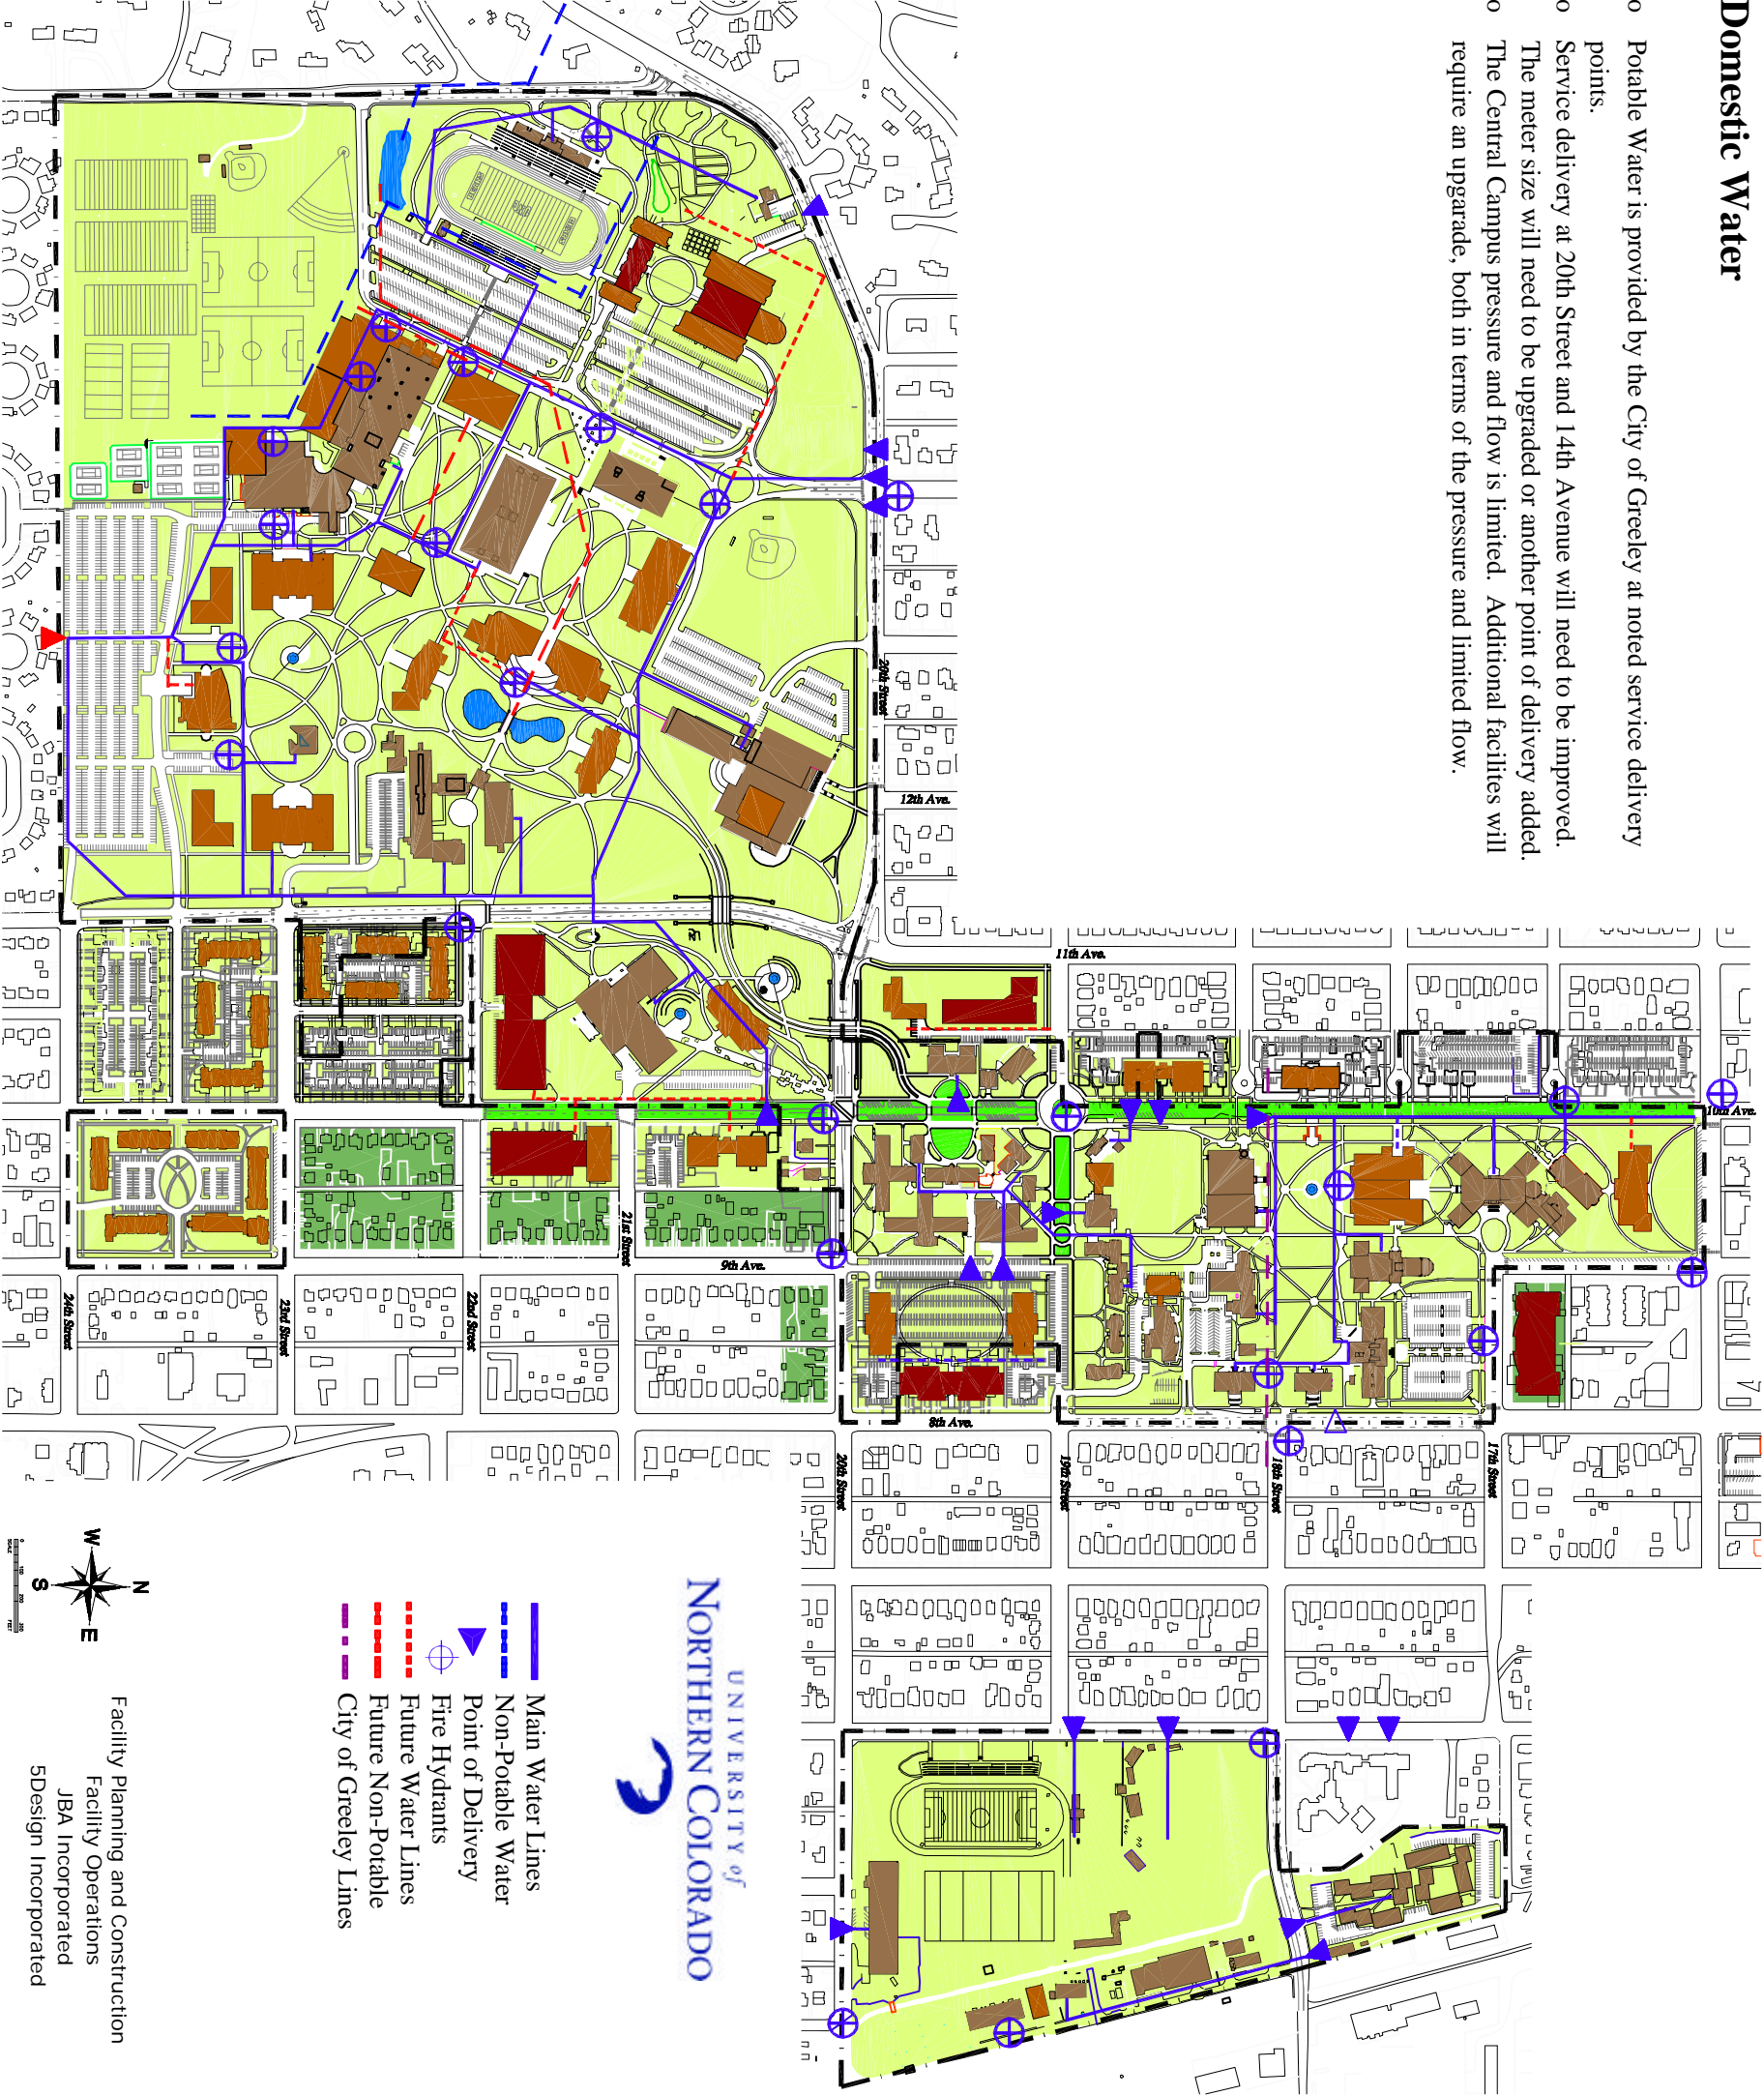 Domestic Water
o Potable Water is provided by the City of Greeley at noted service delivery
points.
o Service delivery at 20th Street and 14th Avenue will need to be improved.
The meter size will need to be upgraded or another point of delivery added.
o The Central Campus pressure and flow is limited. Additional facilites will
require an upgarade, both in terms of the pressure and limited flow.
20th Street
12th Ave.
11th Ave.
10th Ave.
9th Ave.
8th Ave.
24th Street
23rd Street
22nd Street
21st Street
20th Street
19th Street
18th Street
17th Street
UNIVERSITY of
NORTHERN COLORADO
Main Water Lines
Non-Potable Water
Point of Delivery
Fire Hydrants
Future Water Lines
Future Non-Potable
City of Greeley Lines
N
W
E
S
SCALE
FEET
Facility Planning and Construction
Facility Operations
JBA Incorporated
5Design Incorporated